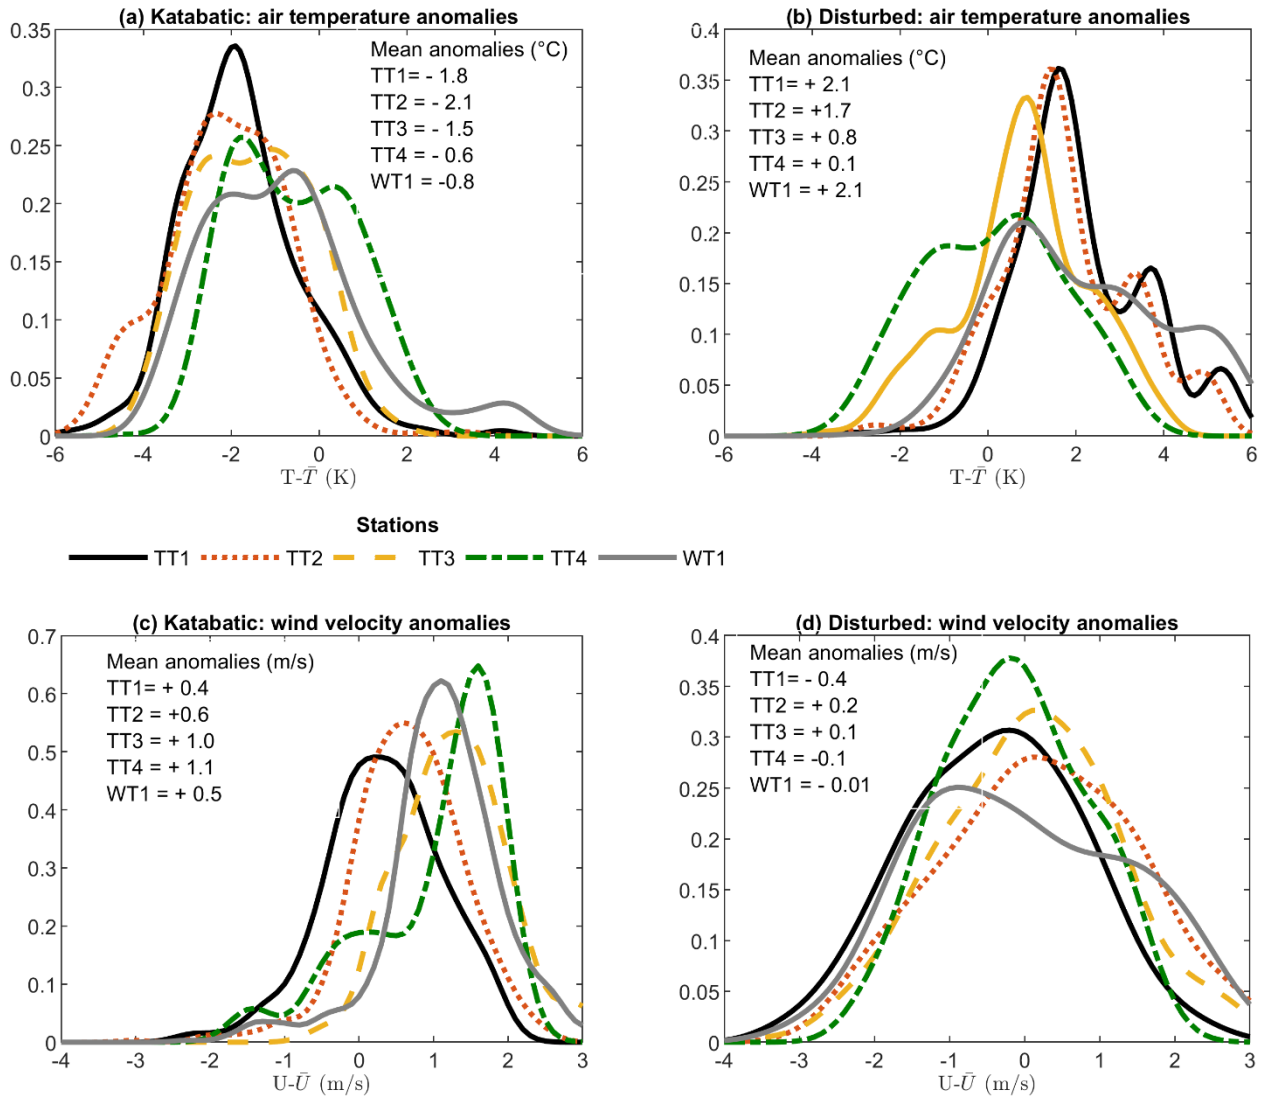 (a) Katabatic: air temperature anomalies
0.35
0.3
0.25
0.2
0.15
0.1
0.05
0
Mean anomalies (°C)
TT1= - 1.8
TT2 = - 2.1
TT3 = - 1.5
TT4 = - 0.6
WT1 = -0.8
-6 -4 -2 0 2 4 6
T-T̄ (K)
(b) Disturbed: air temperature anomalies
0.4
0.35
0.3
0.25
0.2
0.15
0.1
0.05
0
Mean anomalies (°C)
TT1= + 2.1
TT2 = +1.7
TT3 = + 0.8
TT4 = + 0.1
WT1 = + 2.1
-6 -4 -2 0 2 4 6
T-T̄ (K)
Stations
TT1 TT2 TT3 TT4 WT1
(c) Katabatic: wind velocity anomalies
0.7
0.6
0.5
0.4
0.3
0.2
0.1
0
Mean anomalies (m/s)
TT1= + 0.4
TT2 = +0.6
TT3 = + 1.0
TT4 = + 1.1
WT1 = + 0.5
-4 -3 -2 -1 0 1 2 3
U-Ū (m/s)
(d) Disturbed: wind velocity anomalies
0.4
0.35
0.3
0.25
0.2
0.15
0.1
0.05
0
Mean anomalies (m/s)
TT1= - 0.4
TT2 = + 0.2
TT3 = + 0.1
TT4 = -0.1
WT1 = - 0.01
-4 -3 -2 -1 0 1 2 3
U-Ū (m/s)